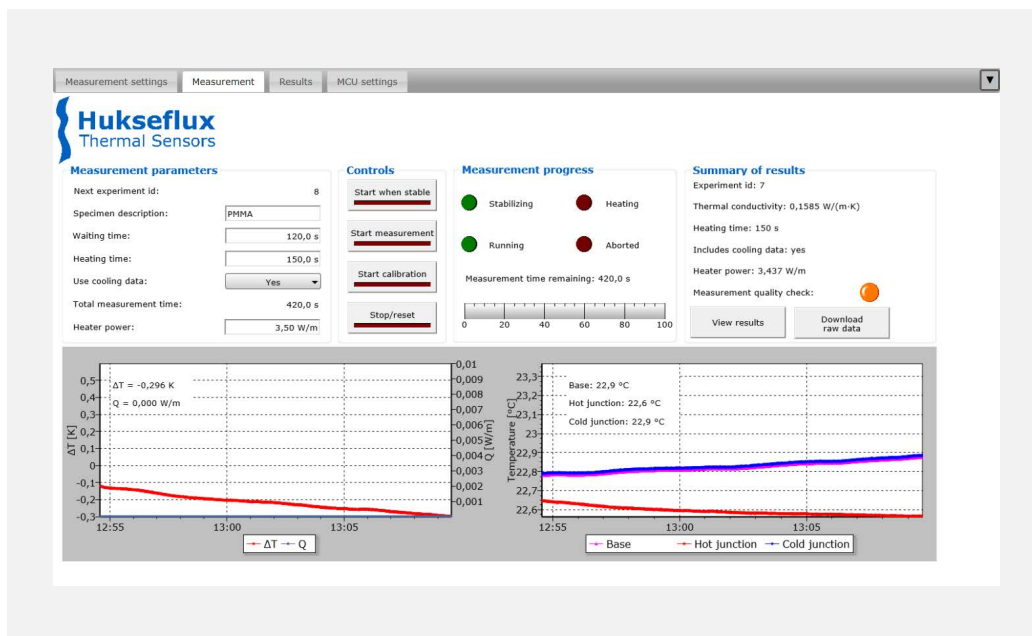 Measurement settings
Measurement
Results
MCU settings
Hukseflux
Thermal Sensors
Measurement parameters
Next experiment id: 8
Specimen description: PMMA
Waiting time: 120,0 s
Heating time: 150,0 s
Use cooling data: Yes
Total measurement time: 420,0 s
Heater power: 3,50 W/m
Controls
Start when stable
Start measurement
Start calibration
Stop/reset
Measurement progress
Stabilizing
Heating
Running
Aborted
Measurement time remaining: 420,0 s
0 20 40 60 80 100
Summary of results
Experiment id: 7
Thermal conductivity: 0,1585 W/(m·K)
Heating time: 150 s
Includes cooling data: yes
Heater power: 3,437 W/m
Measurement quality check:
View results
Download
raw data
ΔT [K]
0,5
0,4
0,3
0,2
0,1
0
-0,1
-0,2
-0,3
ΔT = -0,296 K
Q = 0,000 W/m
0,01
0,009
0,008
0,007
0,006
0,005
0,004
0,003
0,002
0,001
Q [W/m]
12:55 13:00 13:05
ΔT Q
Temperature [°C]
23,3
23,2
23,1
23
22,9
22,8
22,7
22,6
Base: 22,9 °C
Hot junction: 22,6 °C
Cold junction: 22,9 °C
12:55 13:00 13:05
Base Hot junction Cold junction